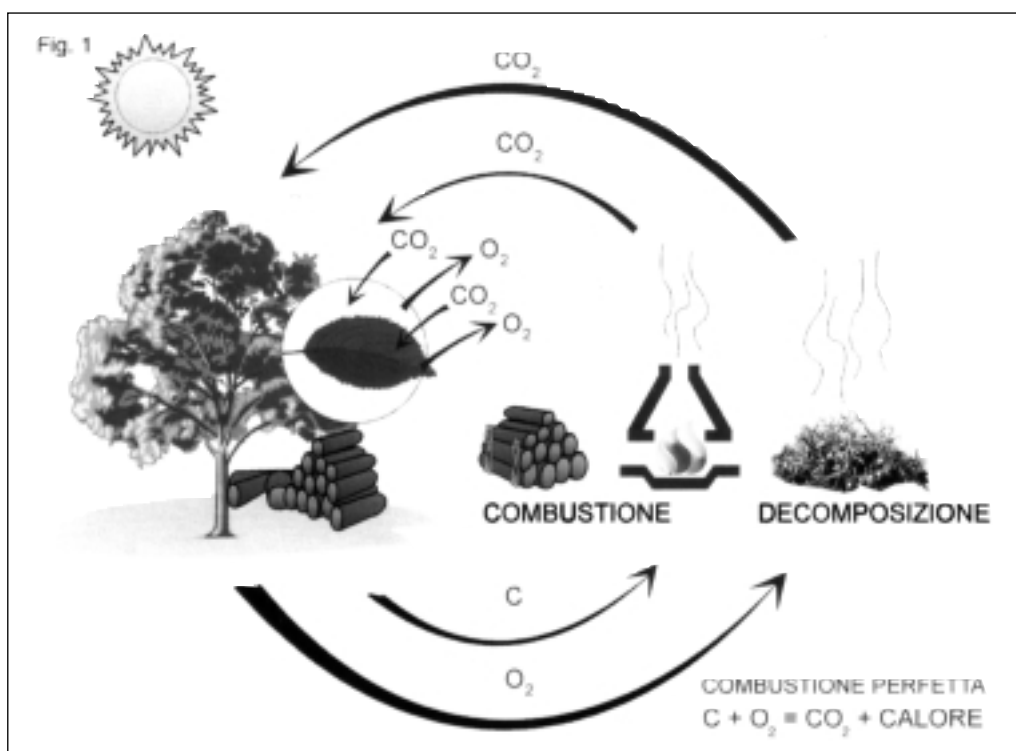 Fig. 1
CO₂
CO₂
CO₂
O₂
CO₂
O₂
COMBUSTIONE
DECOMPOSIZIONE
C
O₂
COMBUSTIONE PERFETTA
C + O₂ = CO₂ + CALORE